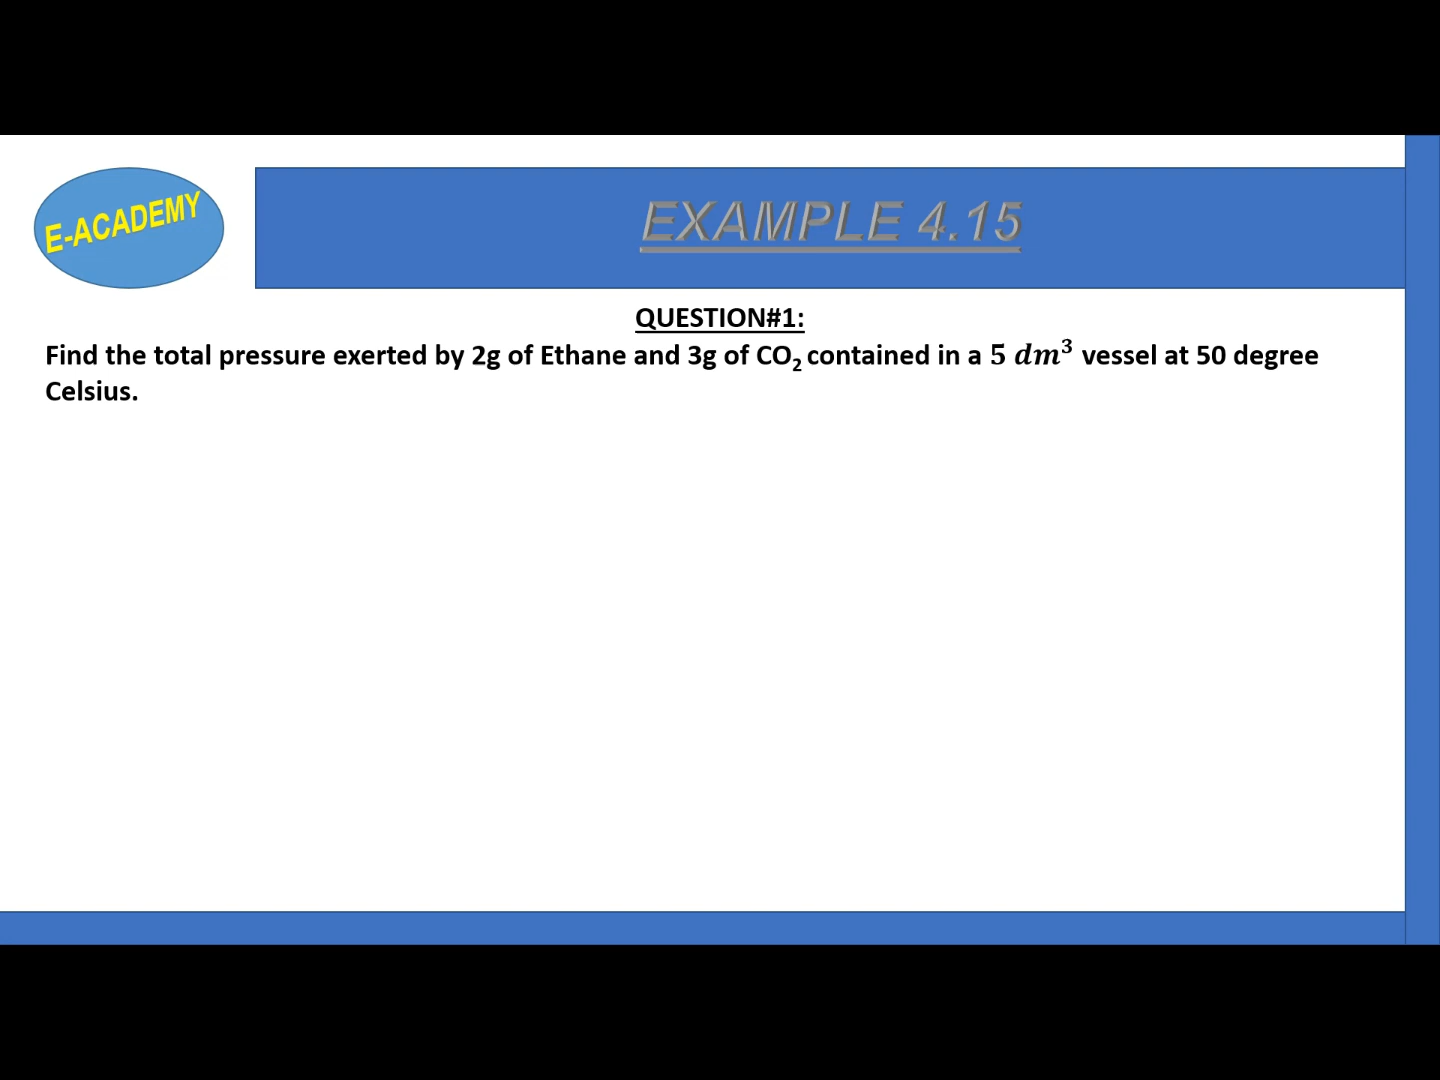 E-ACADEMY
EXAMPLE 4.15
QUESTION#1:
Find the total pressure exerted by 2g of Ethane and 3g of CO₂ contained in a 5 dm³ vessel at 50 degree
Celsius.